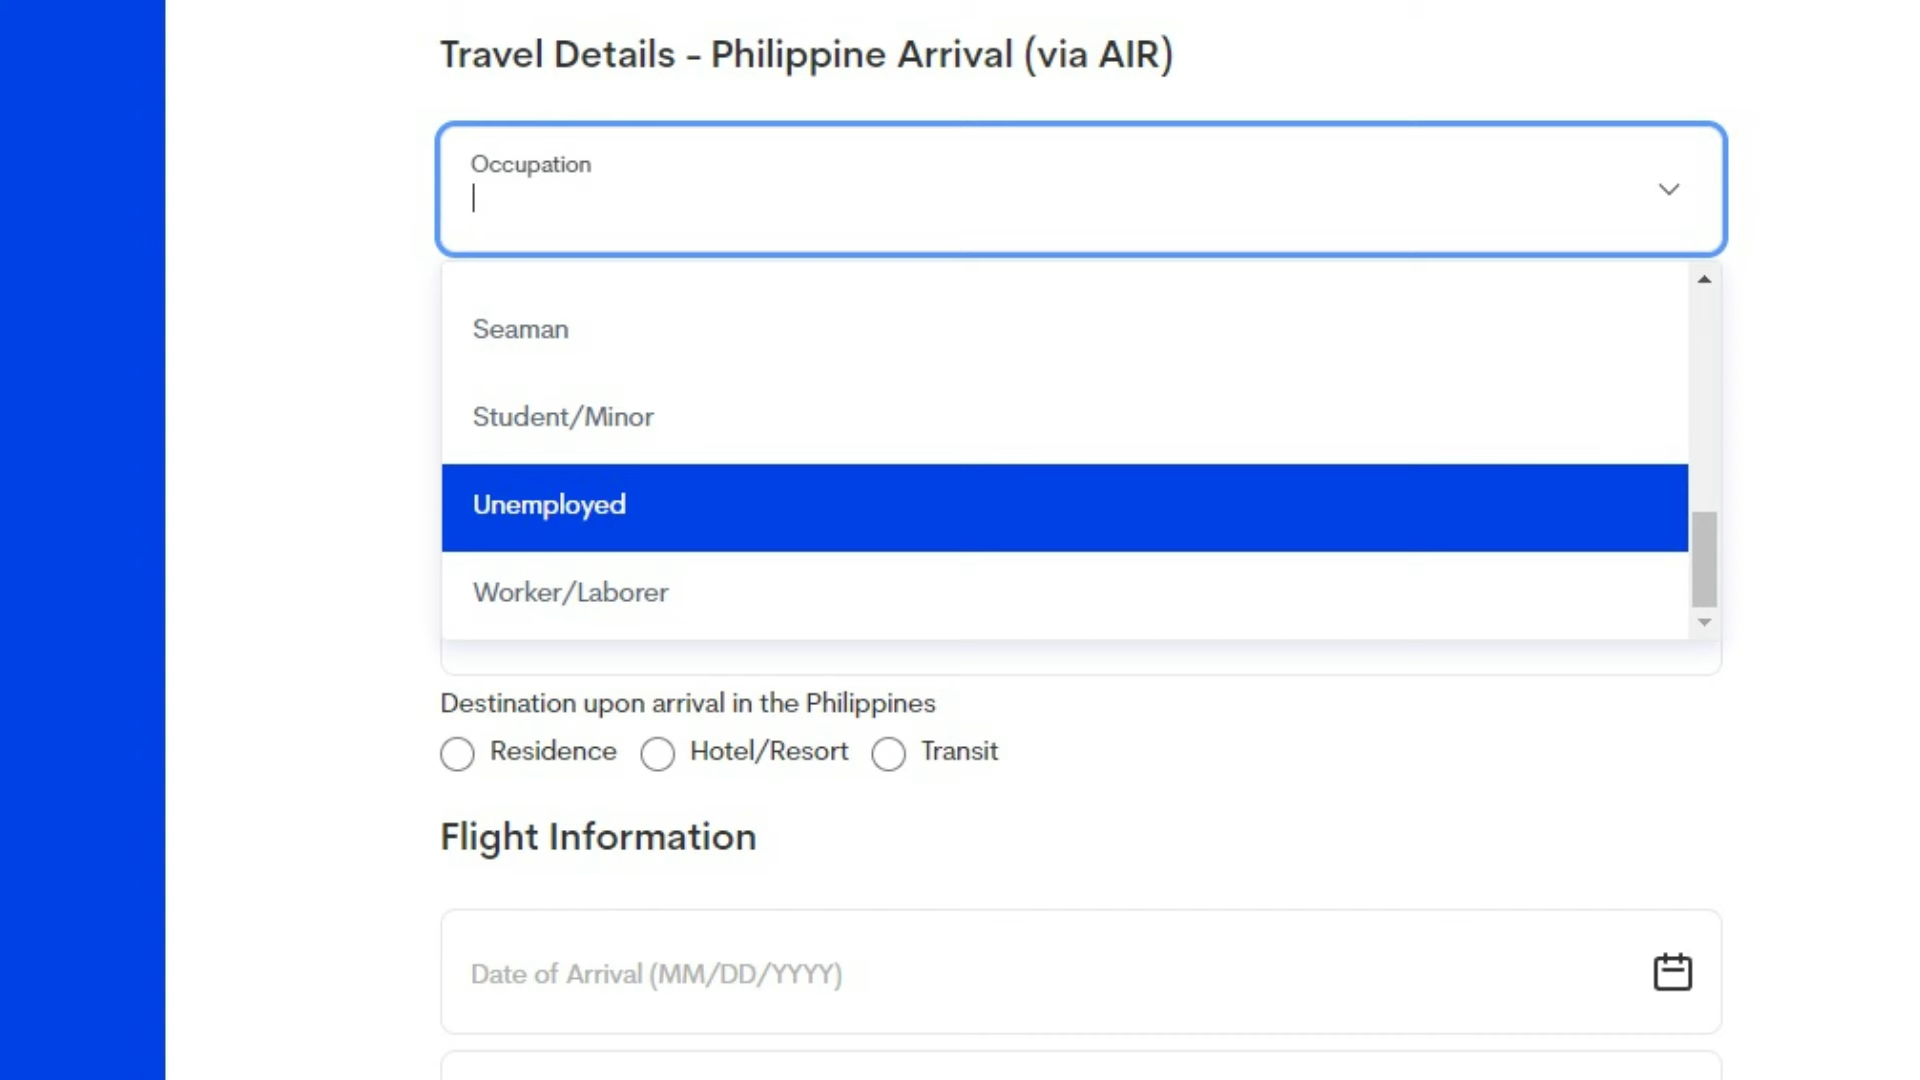 Travel Details - Philippine Arrival (via AIR)
Occupation
Seaman
Student/Minor
Unemployed
Worker/Laborer
Destination upon arrival in the Philippines
Residence Hotel/Resort Transit
Flight Information
Date of Arrival (MM/DD/YYYY)